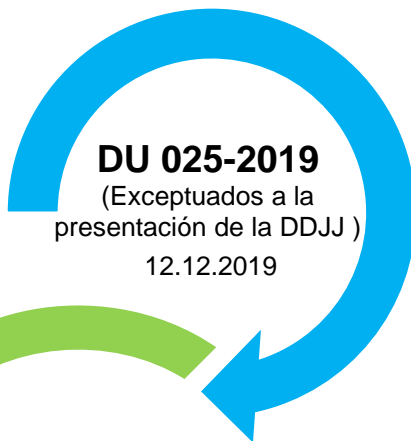 DU 025-2019
(Exceptuados a la
presentación de la DDJJ )
12.12.2019